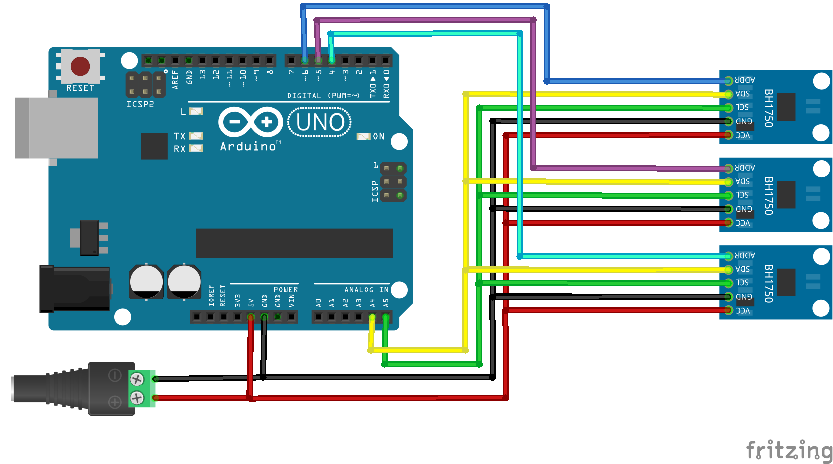 RESET
ICSP2
AREF
GND
13
12
~11
~10
~9
8
7
~6
~5
4
~3
2
TXD▶1
RXD◀0
DIGITAL (PWM=~)
L
TX
RX
Arduino™
UNO
ON
1
ICSP
IOREF
RESET
3V3
5V
GND
GND
VIN
POWER
A0
A1
A2
A3
A4
A5
ANALOG IN
ADDR
SDA
SCL
GND
VCC
BH1750
ADDR
SDA
SCL
GND
VCC
BH1750
ADDR
SDA
SCL
GND
VCC
BH1750
fritzing